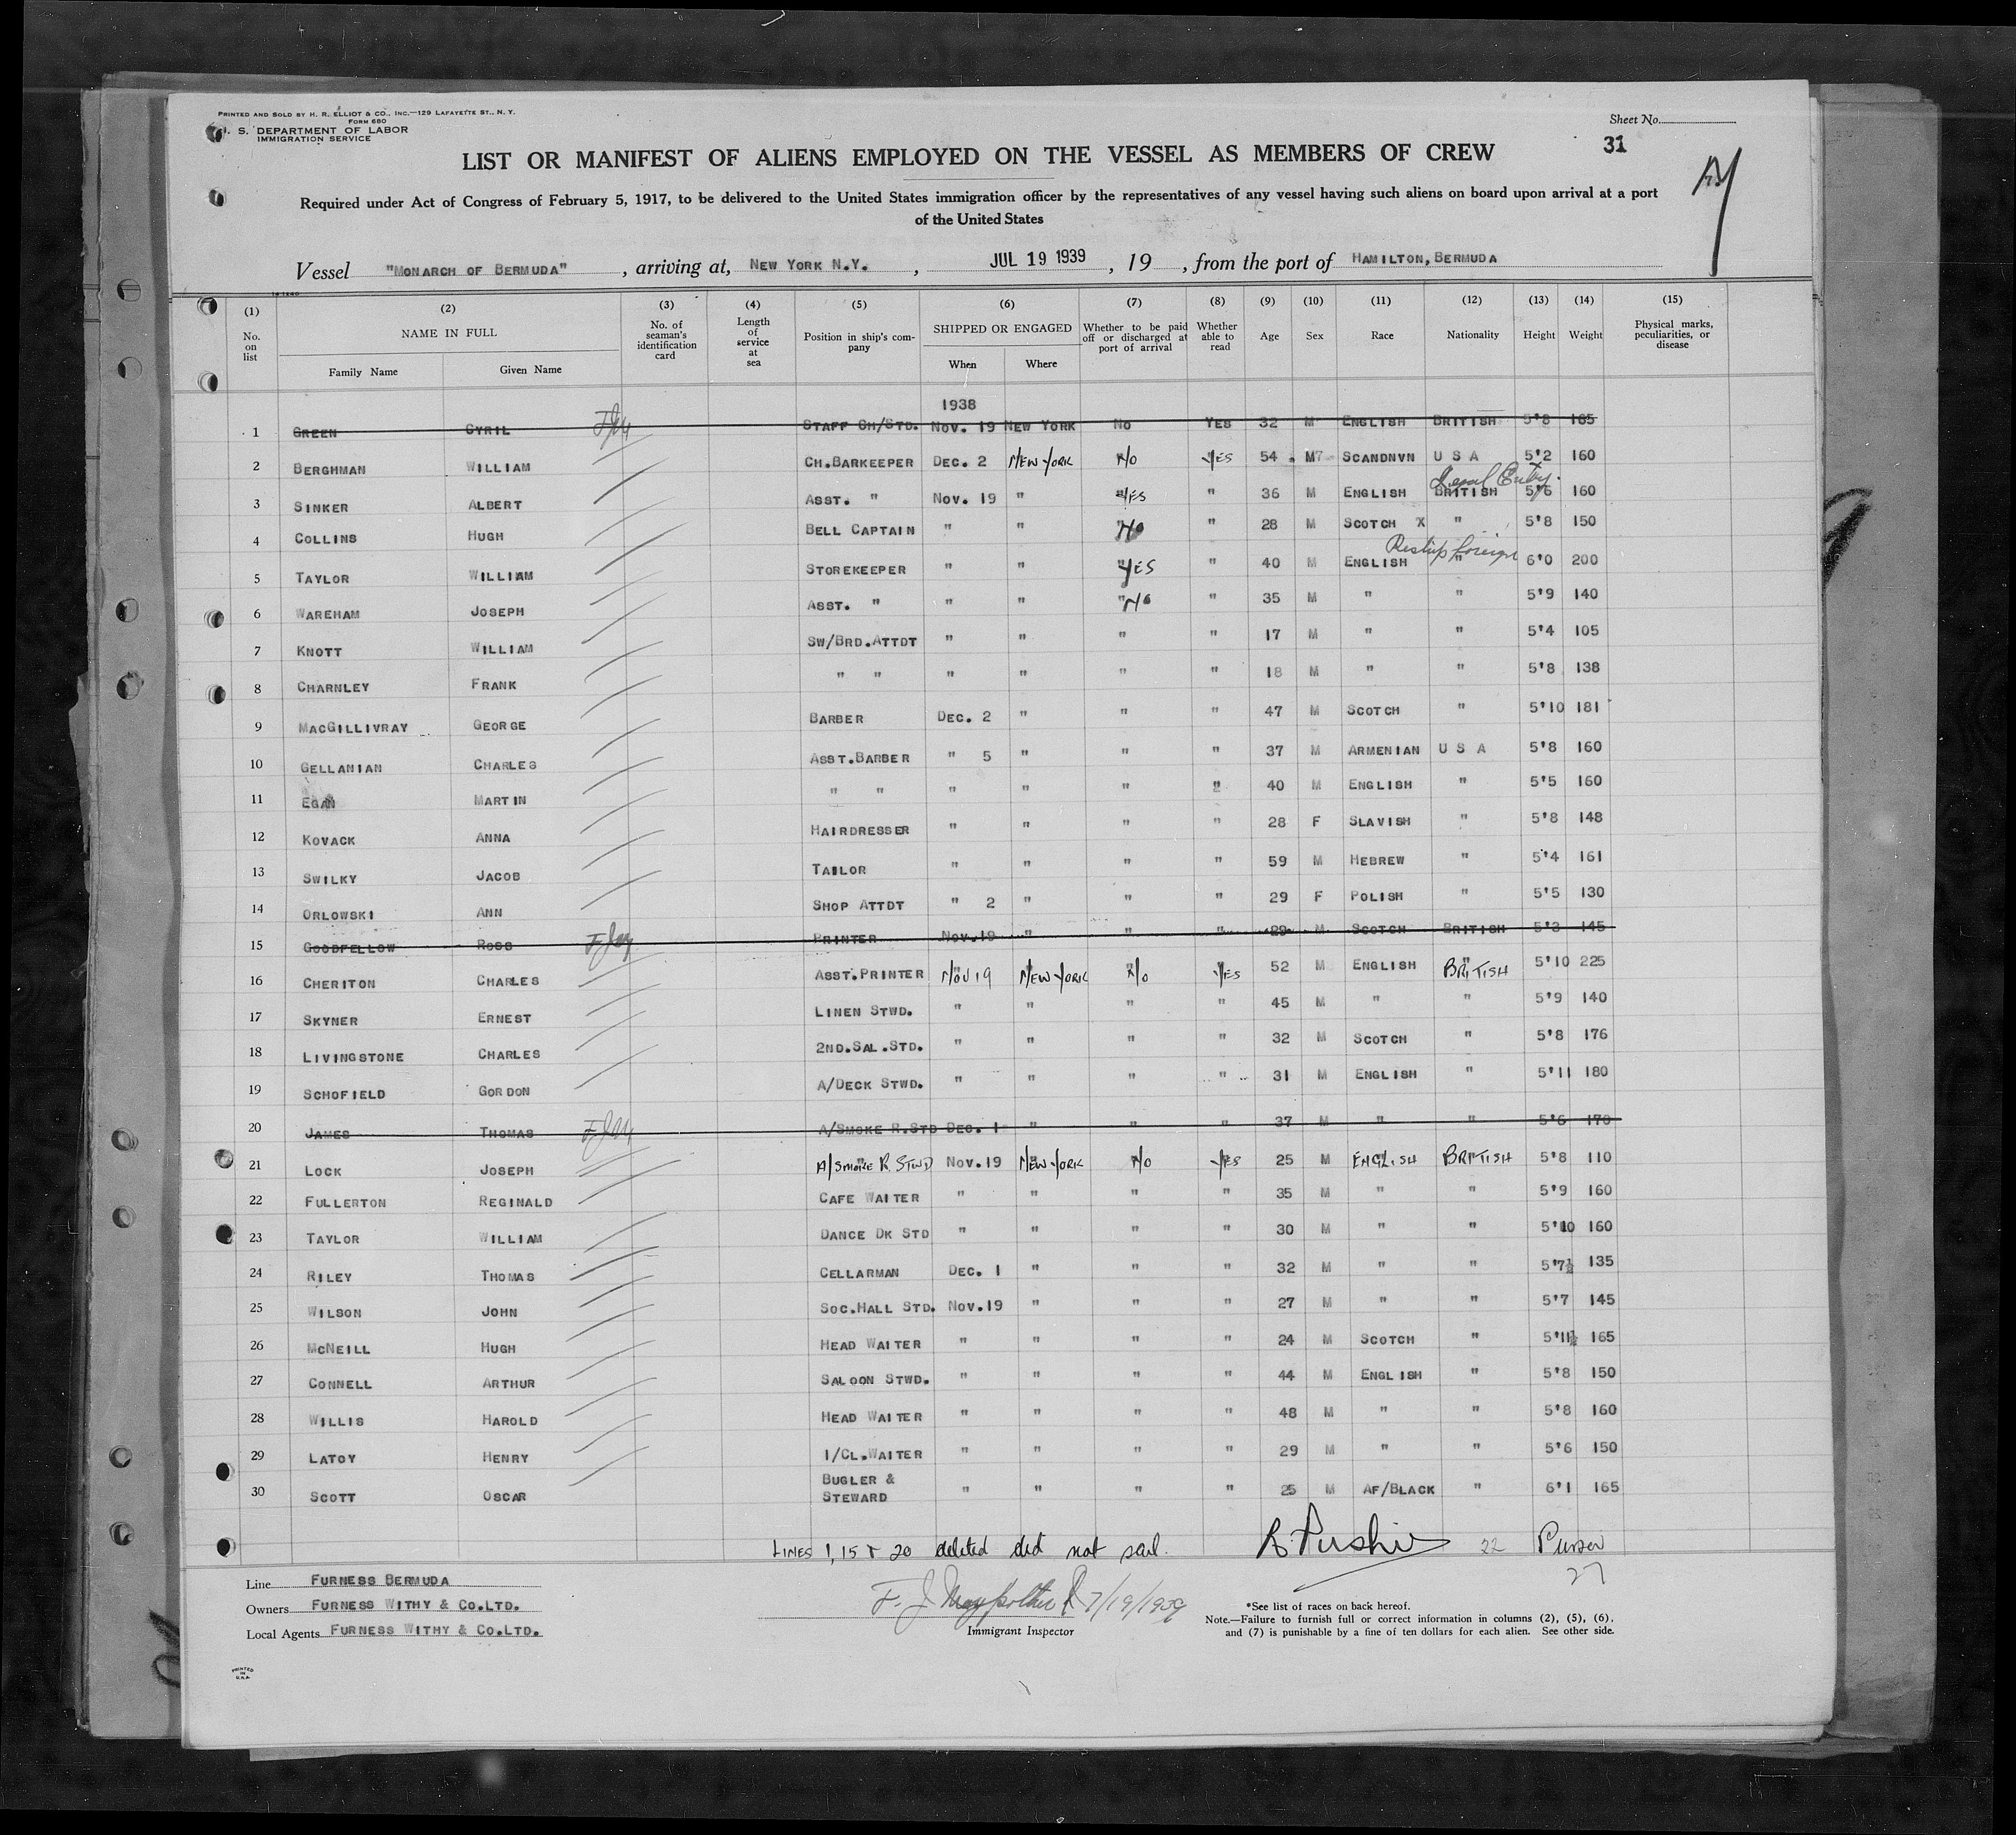 PRINTED AND SOLD BY H. R. ELLIOT & CO., INC.—129 LAFAYETTE ST., N. Y.
FORM 680
U. S. DEPARTMENT OF LABOR
IMMIGRATION SERVICE
Sheet No.
31
LIST OR MANIFEST OF ALIENS EMPLOYED ON THE VESSEL AS MEMBERS OF CREW
Required under Act of Congress of February 5, 1917, to be delivered to the United States immigration officer by the representatives of any vessel having such aliens on board upon arrival at a port
of the United States
Vessel "MONARCH OF BERMUDA", arriving at, NEW YORK N.Y., JUL 19 1939, 19 , from the port of HAMILTON, BERMUDA
(1) (2) (3) (4) (5) (6) (7) (8) (9) (10) (11) (12) (13) (14) (15)
No. on list NAME IN FULL No. of seaman's identification card Length of service at sea Position in ship's company SHIPPED OR ENGAGED Whether to be paid off or discharged at port of arrival Whether able to read Age Sex Race Nationality Height Weight Physical marks, peculiarities, or disease
Family Name Given Name When Where
1938
1 GREEN CYRIL STAFF CH/STD. NOV. 19 NEW YORK NO YES 32 M ENGLISH BRITISH 5'8 165
2 BERGHMAN WILLIAM CH.BARKEEPER DEC. 2 NEW YORK NO YES 54 M SCANDNVN U S A 5'2 160
Legal Entry.
3 SINKER ALBERT ASST. " NOV. 19 " YES " 36 M ENGLISH BRITISH 5'6 160
4 COLLINS HUGH BELL CAPTAIN " " NO " 28 M SCOTCH X " 5'8 150
Reship foreign
5 TAYLOR WILLIAM STOREKEEPER " " YES " 40 M ENGLISH " 6'0 200
6 WAREHAM JOSEPH ASST. " " " NO " 35 M " " 5'9 140
7 KNOTT WILLIAM SW/BRD.ATTDT " " " " 17 M " " 5'4 105
8 CHARNLEY FRANK " " " " " " 18 M " " 5'8 138
9 MACGILLIVRAY GEORGE BARBER DEC. 2 " " " 47 M SCOTCH " 5'10 181
10 GELLANIAN CHARLES ASST.BARBER " 5 " " " 37 M ARMENIAN U S A 5'8 160
11 EGAN MARTIN " " " " " " 40 M ENGLISH " 5'5 160
12 KOVACK ANNA HAIRDRESSER " " " " 28 F SLAVISH " 5'8 148
13 SWILKY JACOB TAILOR " " " " 59 M HEBREW " 5'4 161
14 ORLOWSKI ANN SHOP ATTDT " 2 " " " 29 F POLISH " 5'5 130
15 GOODFELLOW ROSS PRINTER NOV.19 " " " 29 M SCOTCH BRITISH 5'3 145
16 CHERITON CHARLES ASST.PRINTER NOV 19 NEW YORK NO YES 52 M ENGLISH BRITISH 5'10 225
17 SKYNER ERNEST LINEN STWD. " " " " 45 M " " 5'9 140
18 LIVINGSTONE CHARLES 2ND.SAL.STD. " " " " 32 M SCOTCH " 5'8 176
19 SCHOFIELD GORDON A/DECK STWD. " " " " 31 M ENGLISH " 5'11 180
20 JAMES THOMAS A/SMOKE R.STD DEC. 1 " " " 37 M " " 5'6 170
21 LOCK JOSEPH A/SMOKE R. STWD NOV.19 NEW YORK NO YES 25 M ENGLISH BRITISH 5'8 110
22 FULLERTON REGINALD CAFE WAITER " " " " 35 M " " 5'9 160
23 TAYLOR WILLIAM DANCE DK STD " " " " 30 M " " 5'10 160
24 RILEY THOMAS CELLARMAN DEC. 1 " " " 32 M " " 5'7½ 135
25 WILSON JOHN SOC.HALL STD. NOV.19 " " " 27 M " " 5'7 145
26 MCNEILL HUGH HEAD WAITER " " " " 24 M SCOTCH " 5'11½ 165
27 CONNELL ARTHUR SALOON STWD. " " " " 44 M ENGLISH " 5'8 150
28 WILLIS HAROLD HEAD WAITER " " " " 48 M " " 5'8 160
29 LATOY HENRY 1/CL.WAITER " " " " 29 M " " 5'6 150
30 SCOTT OSCAR BUGLER & STEWARD " " " " 25 M AF/BLACK " 6'1 165
LINES 1, 15 & 20 deleted did not sail. 22 Purser
27
Line FURNESS BERMUDA
Owners FURNESS WITHY & CO.LTD.
Local Agents FURNESS WITHY & CO.LTD.
F. J. 7/19/1939
Immigrant Inspector
*See list of races on back hereof.
Note.—Failure to furnish full or correct information in columns (2), (5), (6),
and (7) is punishable by a fine of ten dollars for each alien. See other side.
PRINTED
IN
U.S.A.